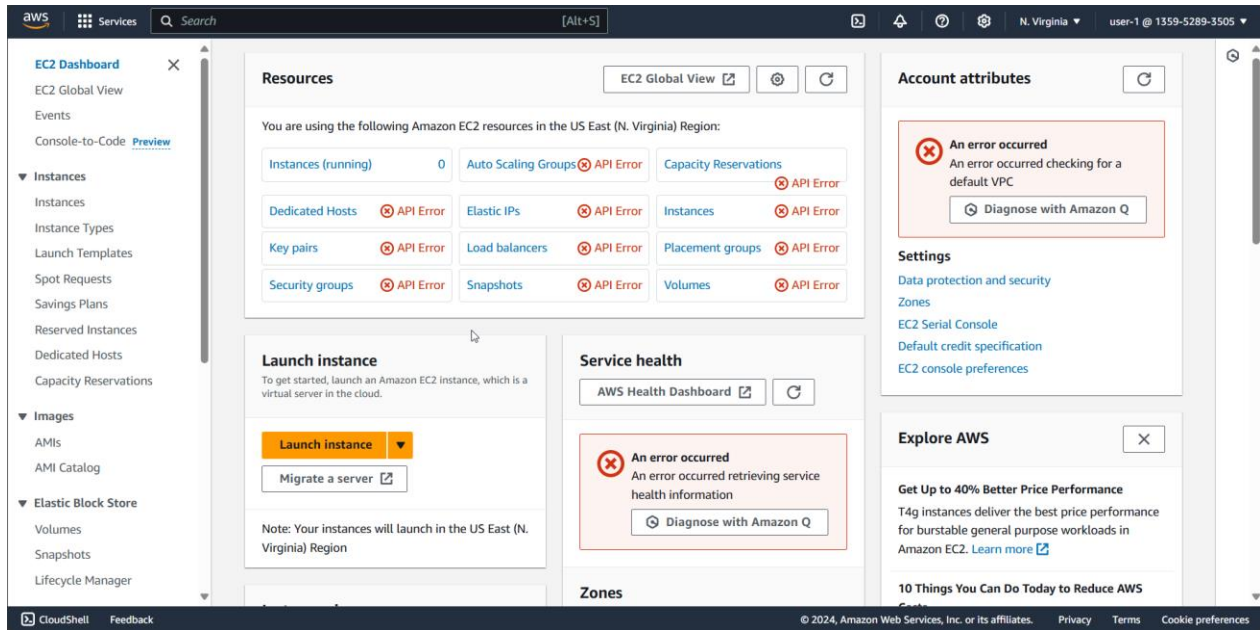 aws
Services
Search [Alt+S]
N. Virginia ▼
user-1 @ 1359-5289-3505 ▼
EC2 Dashboard
EC2 Global View
Events
Console-to-Code Preview
Instances
Instances
Instance Types
Launch Templates
Spot Requests
Savings Plans
Reserved Instances
Dedicated Hosts
Capacity Reservations
Images
AMIs
AMI Catalog
Elastic Block Store
Volumes
Snapshots
Lifecycle Manager
Resources
EC2 Global View
You are using the following Amazon EC2 resources in the US East (N. Virginia) Region:
Instances (running) 0
Auto Scaling Groups API Error
Capacity Reservations
API Error
Dedicated Hosts API Error
Elastic IPs API Error
Instances API Error
Key pairs API Error
Load balancers API Error
Placement groups API Error
Security groups API Error
Snapshots API Error
Volumes API Error
Launch instance
To get started, launch an Amazon EC2 instance, which is a
virtual server in the cloud.
Launch instance
Migrate a server
Note: Your instances will launch in the US East (N.
Virginia) Region
Service health
AWS Health Dashboard
An error occurred
An error occurred retrieving service
health information
Diagnose with Amazon Q
Zones
Account attributes
An error occurred
An error occurred checking for a
default VPC
Diagnose with Amazon Q
Settings
Data protection and security
Zones
EC2 Serial Console
Default credit specification
EC2 console preferences
Explore AWS
Get Up to 40% Better Price Performance
T4g instances deliver the best price performance
for burstable general purpose workloads in
Amazon EC2. Learn more
10 Things You Can Do Today to Reduce AWS
CloudShell
Feedback
© 2024, Amazon Web Services, Inc. or its affiliates.
Privacy
Terms
Cookie preferences